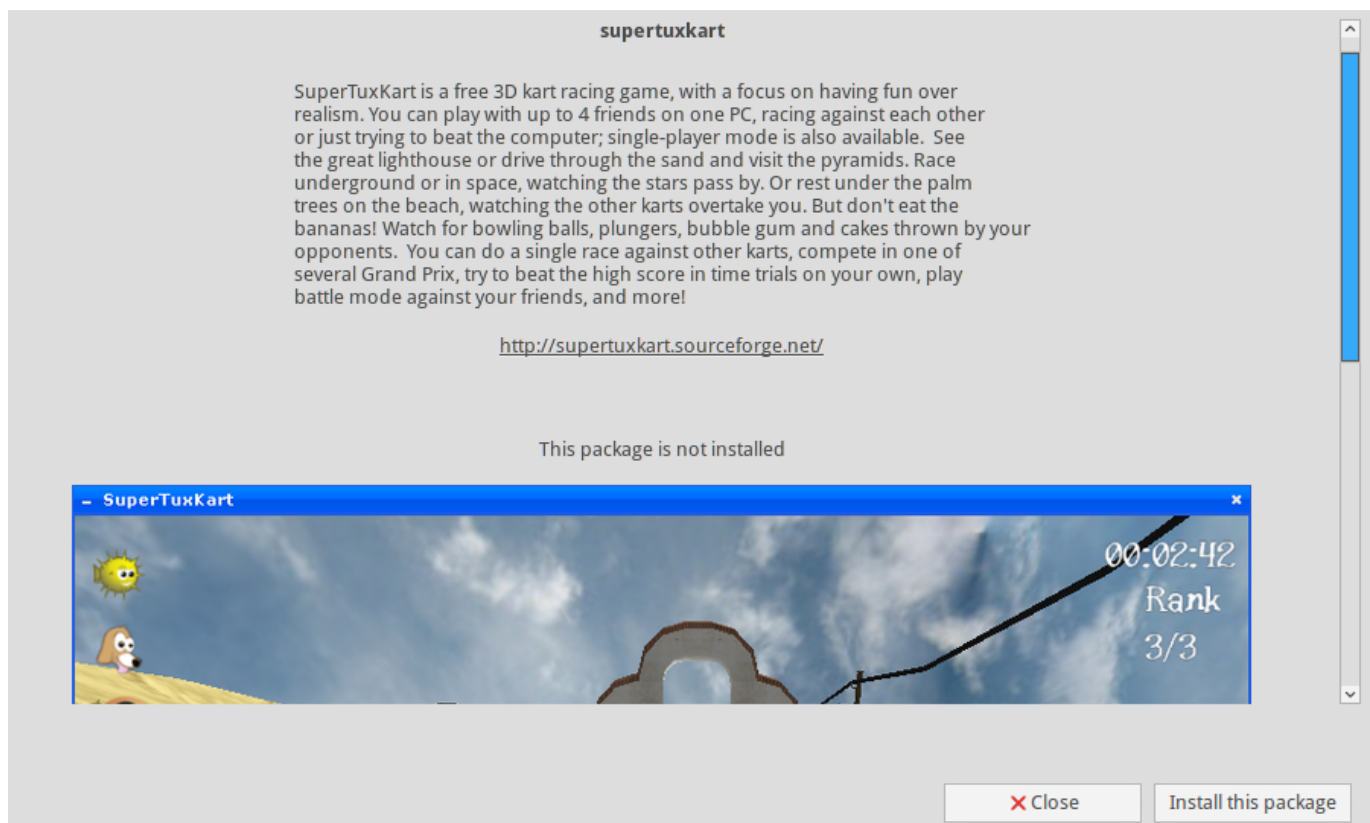 supertuxkart
SuperTuxKart is a free 3D kart racing game, with a focus on having fun over
realism. You can play with up to 4 friends on one PC, racing against each other
or just trying to beat the computer; single-player mode is also available.  See
the great lighthouse or drive through the sand and visit the pyramids. Race
underground or in space, watching the stars pass by. Or rest under the palm
trees on the beach, watching the other karts overtake you. But don't eat the
bananas! Watch for bowling balls, plungers, bubble gum and cakes thrown by your
opponents.  You can do a single race against other karts, compete in one of
several Grand Prix, try to beat the high score in time trials on your own, play
battle mode against your friends, and more!
http://supertuxkart.sourceforge.net/
This package is not installed
SuperTuxKart
00:02:42
Rank
3/3
Close
Install this package